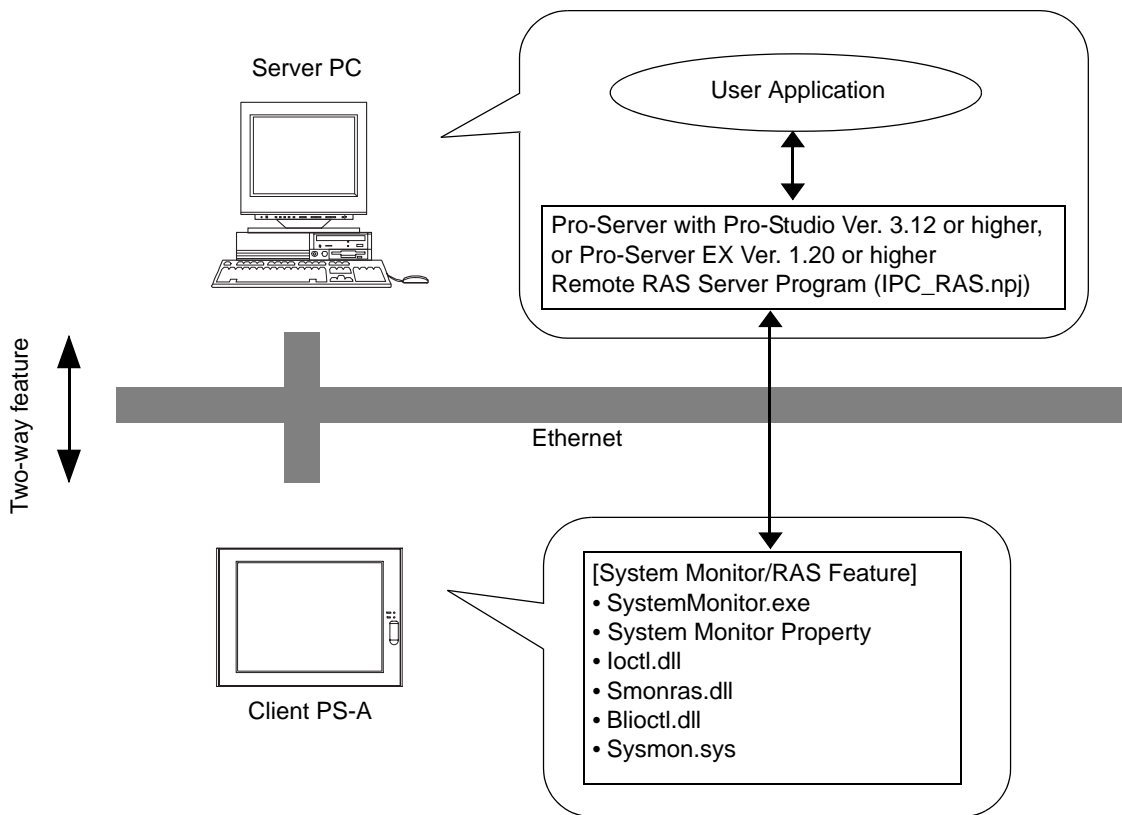 Server PC
User Application
Pro-Server with Pro-Studio Ver. 3.12 or higher,
or Pro-Server EX Ver. 1.20 or higher
Remote RAS Server Program (IPC_RAS.npj)
Two-way feature
Ethernet
[System Monitor/RAS Feature]
• SystemMonitor.exe
• System Monitor Property
• Ioctl.dll
• Smonras.dll
• Blioctl.dll
• Sysmon.sys
Client PS-A